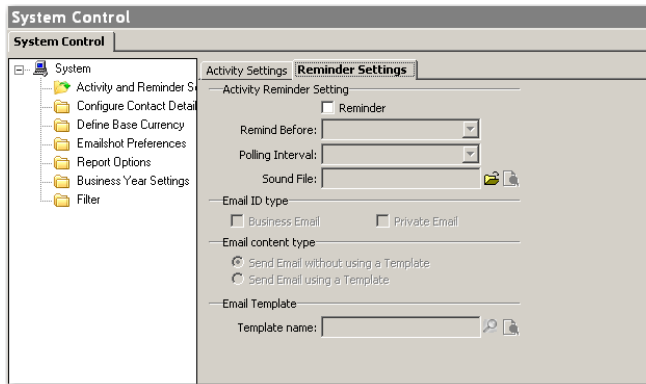 System Control
System Control
System
Activity and Reminder S
Configure Contact Detail
Define Base Currency
Emailshot Preferences
Report Options
Business Year Settings
Filter
Activity Settings Reminder Settings
Activity Reminder Setting
Reminder
Remind Before:
Polling Interval:
Sound File:
Email ID type
Business Email Private Email
Email content type
Send Email without using a Template
Send Email using a Template
Email Template
Template name: